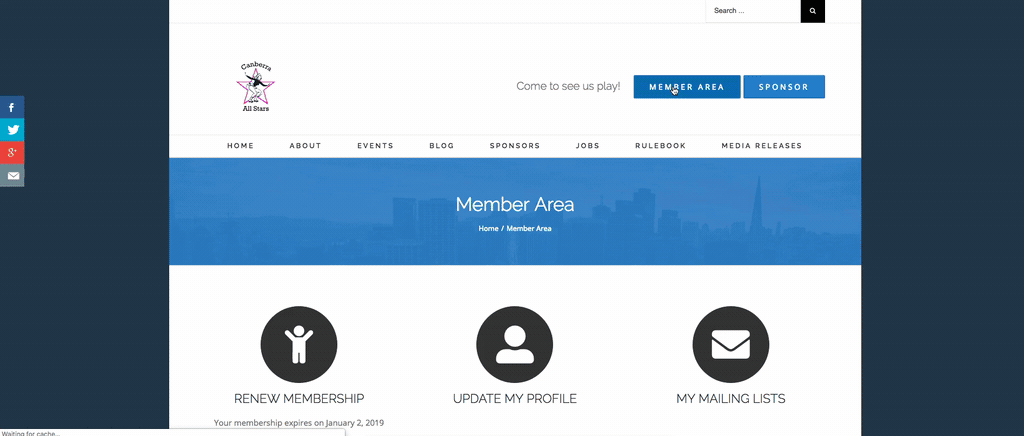 Search ...
Canberra
All Stars
Come to see us play!
MEMBER AREA
SPONSOR
HOME
ABOUT
EVENTS
BLOG
SPONSORS
JOBS
RULEBOOK
MEDIA RELEASES
Member Area
Home / Member Area
RENEW MEMBERSHIP
UPDATE MY PROFILE
MY MAILING LISTS
Your membership expires on January 2, 2019
Waiting for cache...